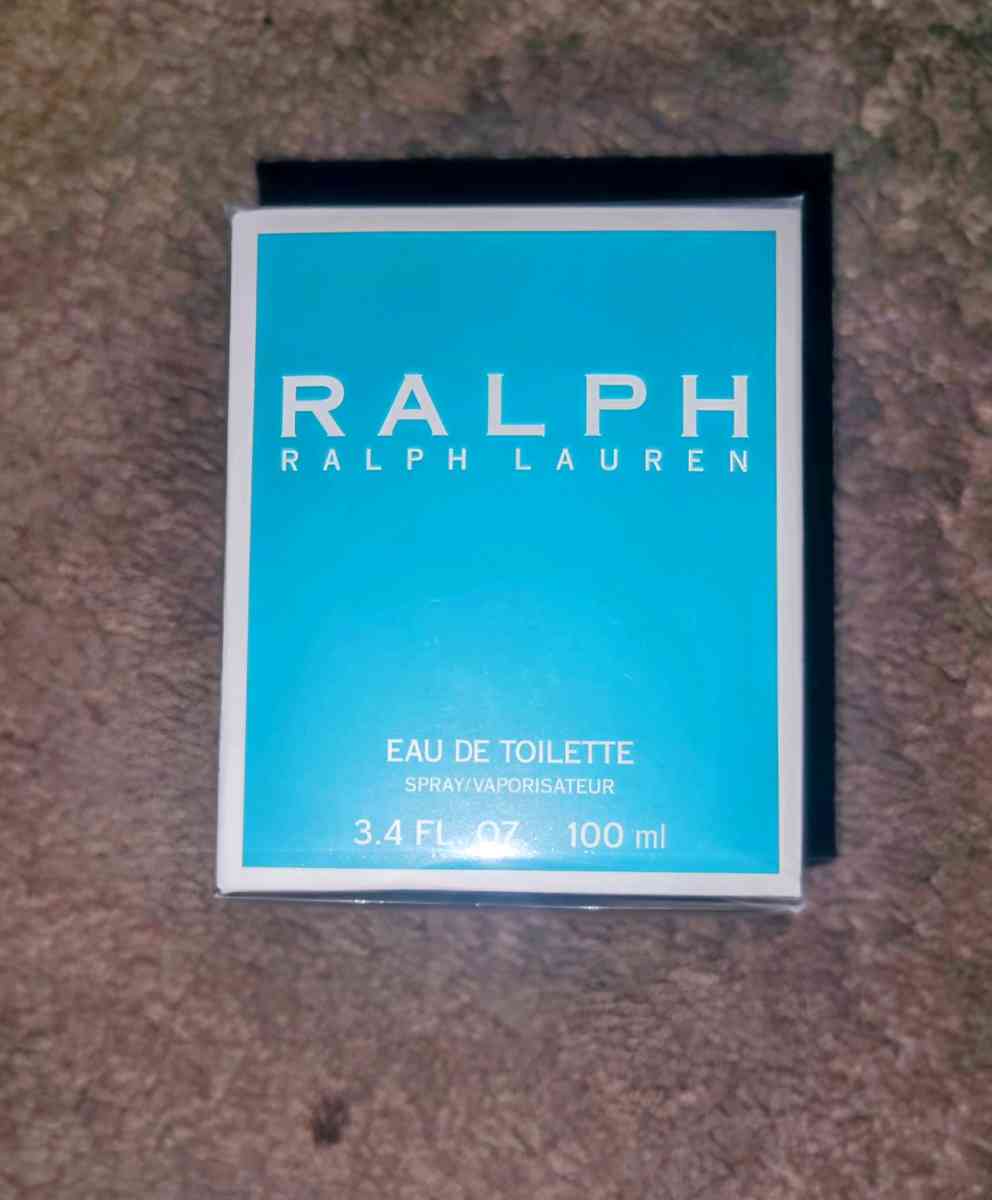 RALPH
RALPH LAUREN
EAU DE TOILETTE
SPRAY/VAPORISATEUR
3.4 FL. OZ 100 ml